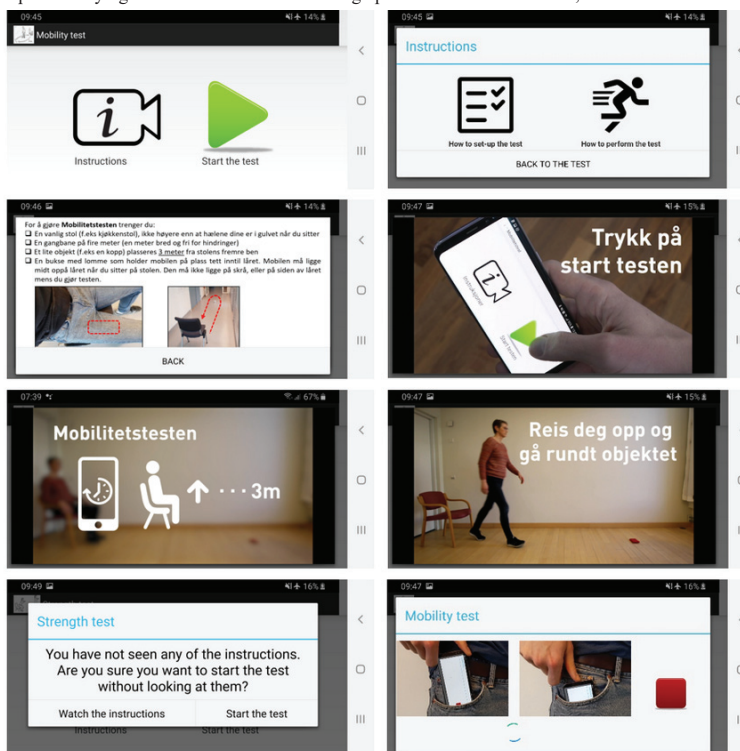 09:45
14%
Mobility test
Instructions
Start the test
09:45
14%
Instructions
How to set-up the test
How to perform the test
BACK TO THE TEST
09:46
14%
For å gjøre Mobilitetstesten trenger du:
En vanlig stol (f.eks kjøkkenstol), ikke høyere enn at hælene dine er i gulvet når du sitter
En gangbane på fire meter (en meter bred og fri for hindringer)
Et lite objekt (f.eks en kopp) plasseres 3 meter fra stolens fremre ben
En bukse med lomme som holder mobilen på plass tett inntil låret. Mobilen må ligge
midt oppå låret når du sitter på stolen. Den må ikke ligge på skrå, eller på siden av låret
mens du gjør testen.
BACK
09:47
15%
Trykk på
start testen
Instruksjoner
Start testen
07:39
67%
Mobilitetstesten
3m
09:47
15%
Reis deg opp og
gå rundt objektet
09:49
16%
Strength test
You have not seen any of the instructions.
Are you sure you want to start the test
without looking at them?
Watch the instructions
Start the test
Instructions
Start the test
09:47
16%
Mobility test